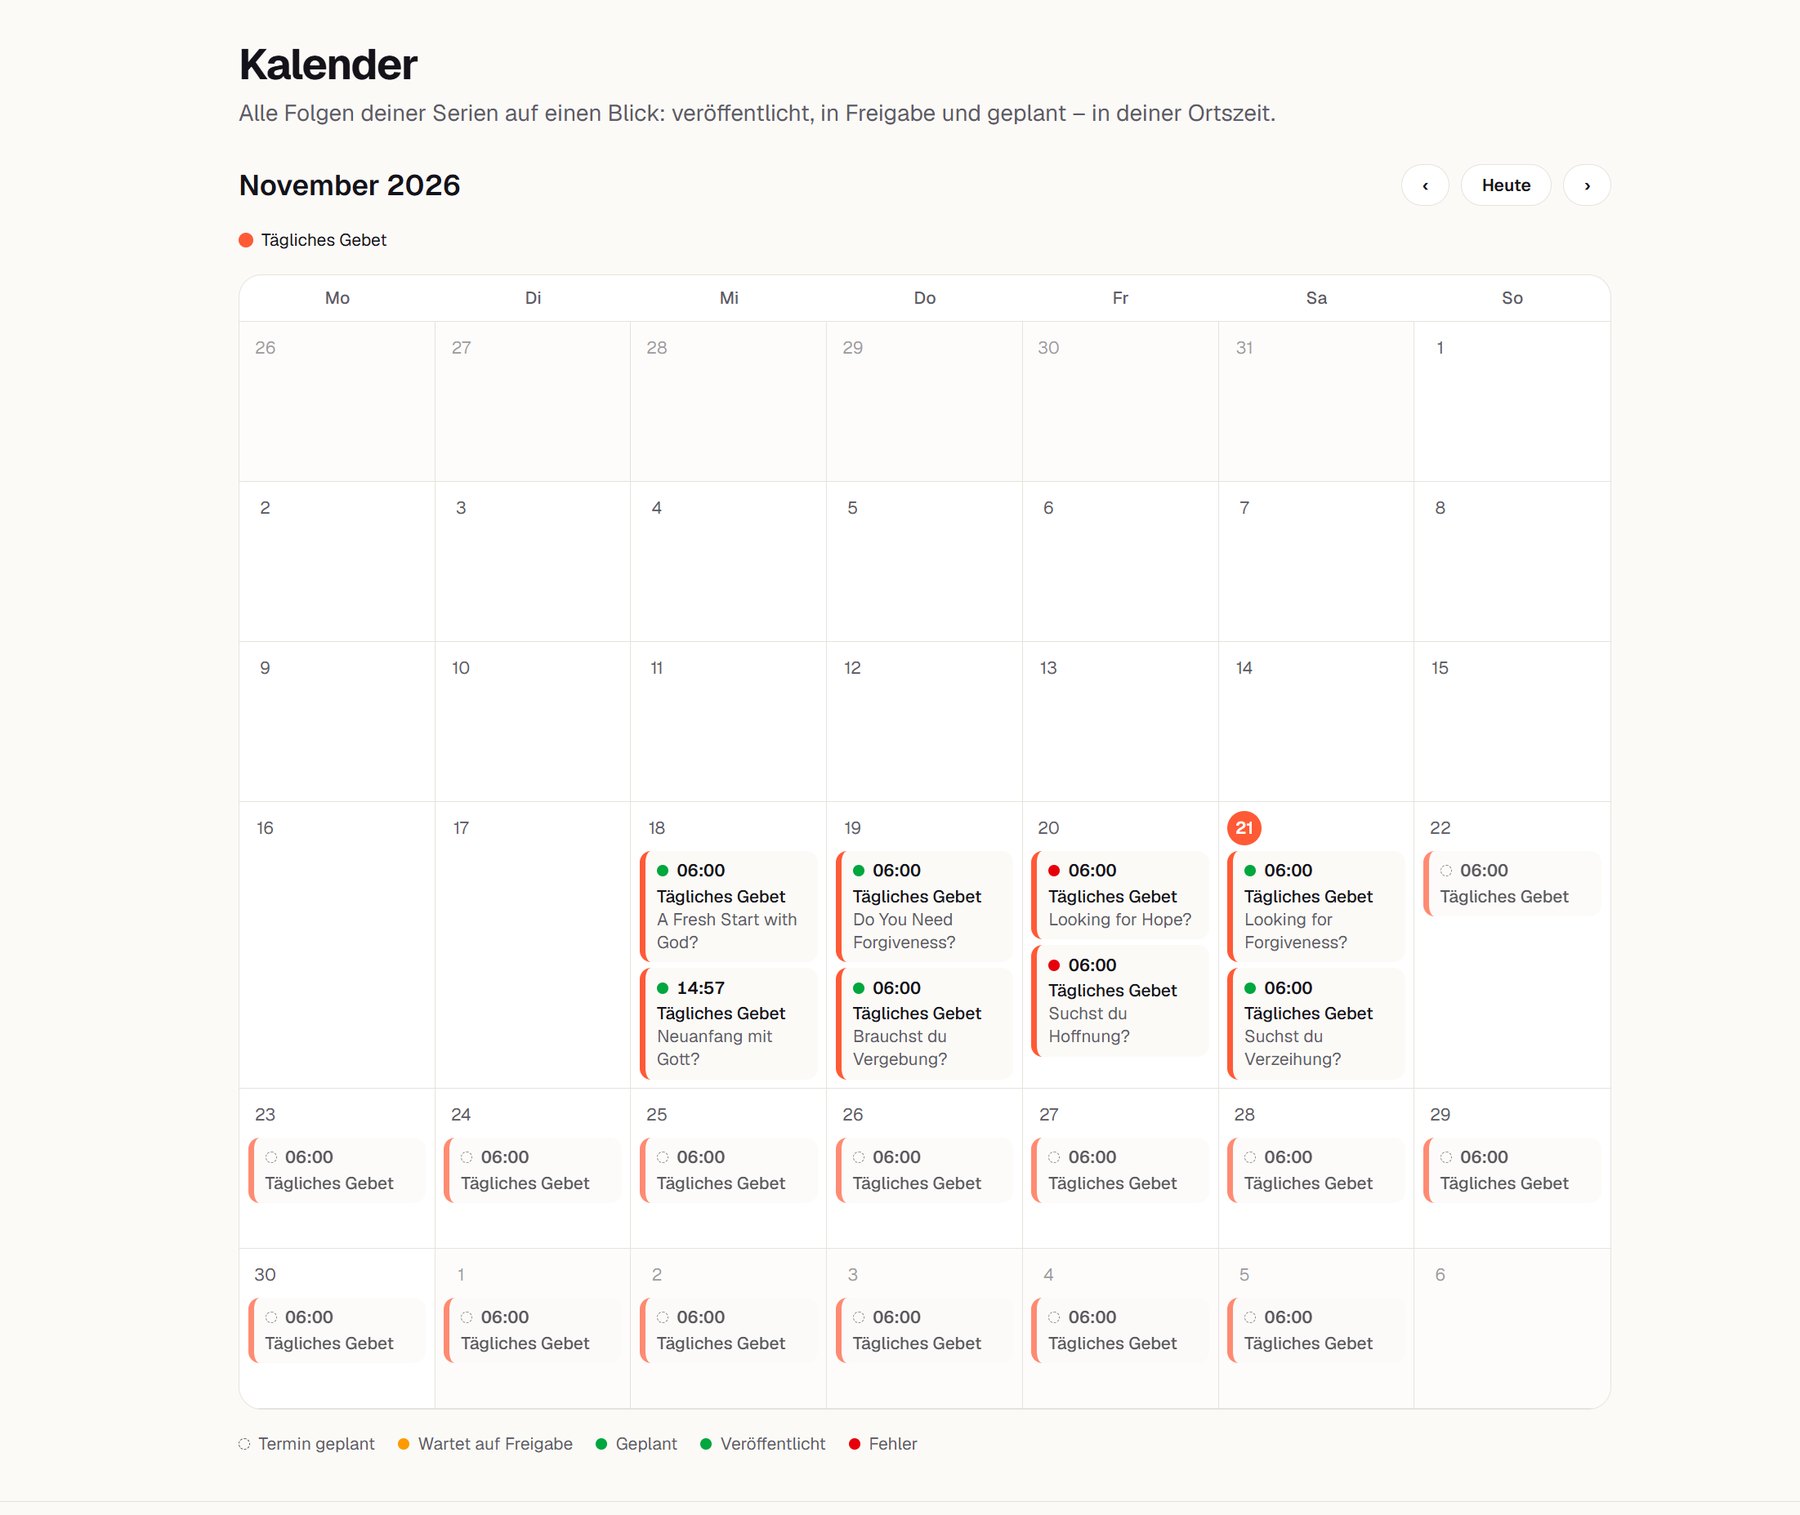 Kalender
Alle Folgen deiner Serien auf einen Blick: veröffentlicht, in Freigabe und geplant – in deiner Ortszeit.
November 2026
‹ Heute ›
Tägliches Gebet
Mo Di Mi Do Fr Sa So
26 27 28 29 30 31 1
2 3 4 5 6 7 8
9 10 11 12 13 14 15
16 17 18 19 20 21 22
06:00
Tägliches Gebet
A Fresh Start with
God?
14:57
Tägliches Gebet
Neuanfang mit
Gott?
06:00
Tägliches Gebet
Do You Need
Forgiveness?
06:00
Tägliches Gebet
Brauchst du
Vergebung?
06:00
Tägliches Gebet
Looking for Hope?
06:00
Tägliches Gebet
Suchst du
Hoffnung?
06:00
Tägliches Gebet
Looking for
Forgiveness?
06:00
Tägliches Gebet
Suchst du
Verzeihung?
06:00
Tägliches Gebet
23 24 25 26 27 28 29
06:00 06:00 06:00 06:00 06:00 06:00 06:00
Tägliches Gebet Tägliches Gebet Tägliches Gebet Tägliches Gebet Tägliches Gebet Tägliches Gebet Tägliches Gebet
30 1 2 3 4 5 6
06:00 06:00 06:00 06:00 06:00 06:00
Tägliches Gebet Tägliches Gebet Tägliches Gebet Tägliches Gebet Tägliches Gebet Tägliches Gebet
Termin geplant Wartet auf Freigabe Geplant Veröffentlicht Fehler